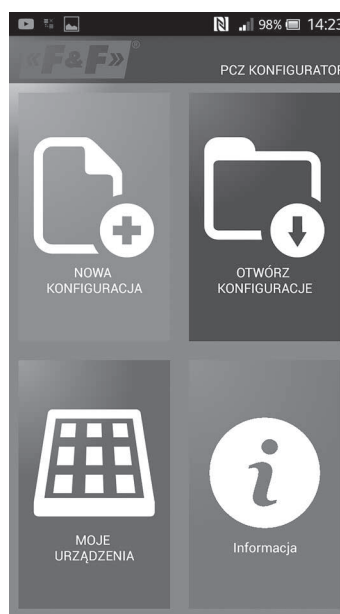 98% 14:23
«F&F»®
PCZ KONFIGURATOR
NOWA
KONFIGURACJA
OTWÓRZ
KONFIGURACJE
MOJE
URZĄDZENIA
Informacja